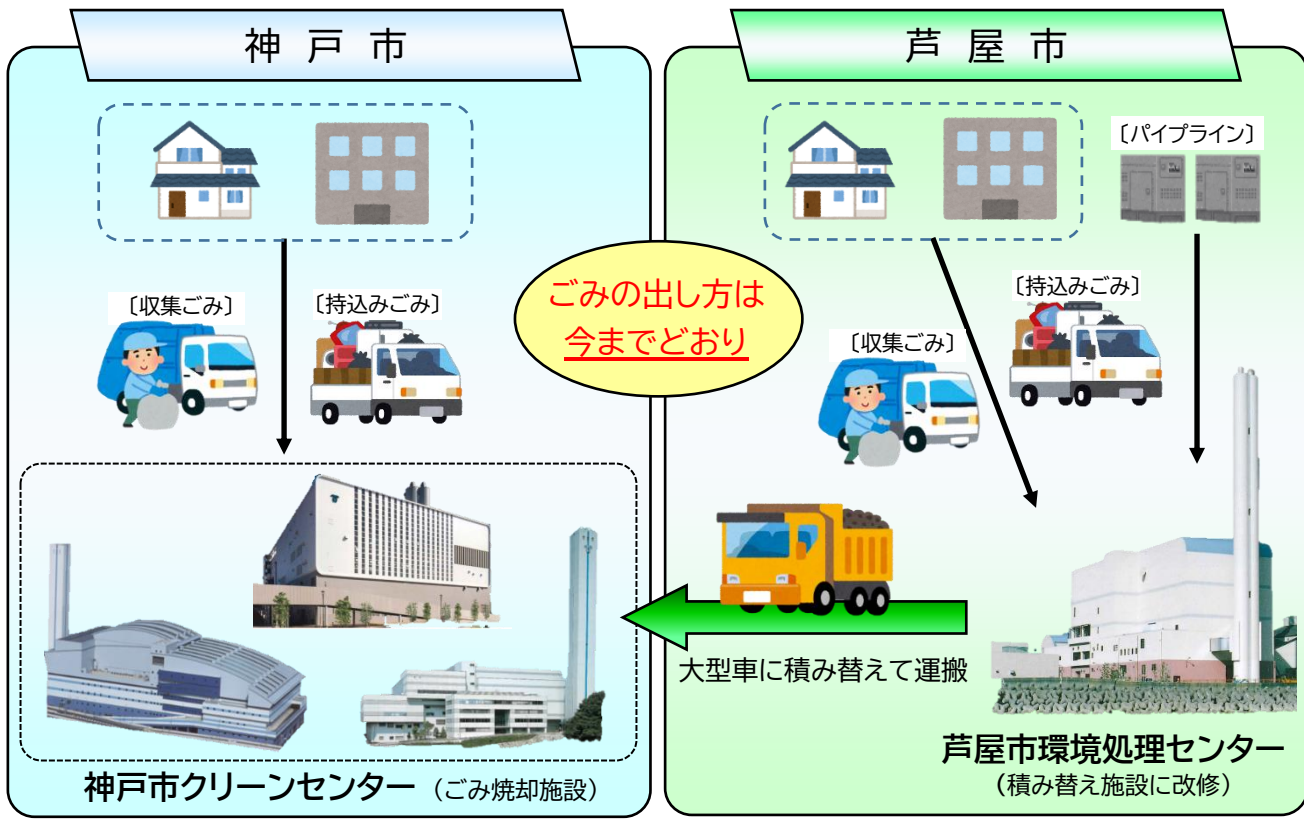 神戸市
芦屋市
〔パイプライン〕
〔収集ごみ〕
〔持込みごみ〕
ごみの出し方は
今までどおり
〔持込みごみ〕
〔収集ごみ〕
大型車に積み替えて運搬
神戸市クリーンセンター（ごみ焼却施設）
芦屋市環境処理センター
（積み替え施設に改修）